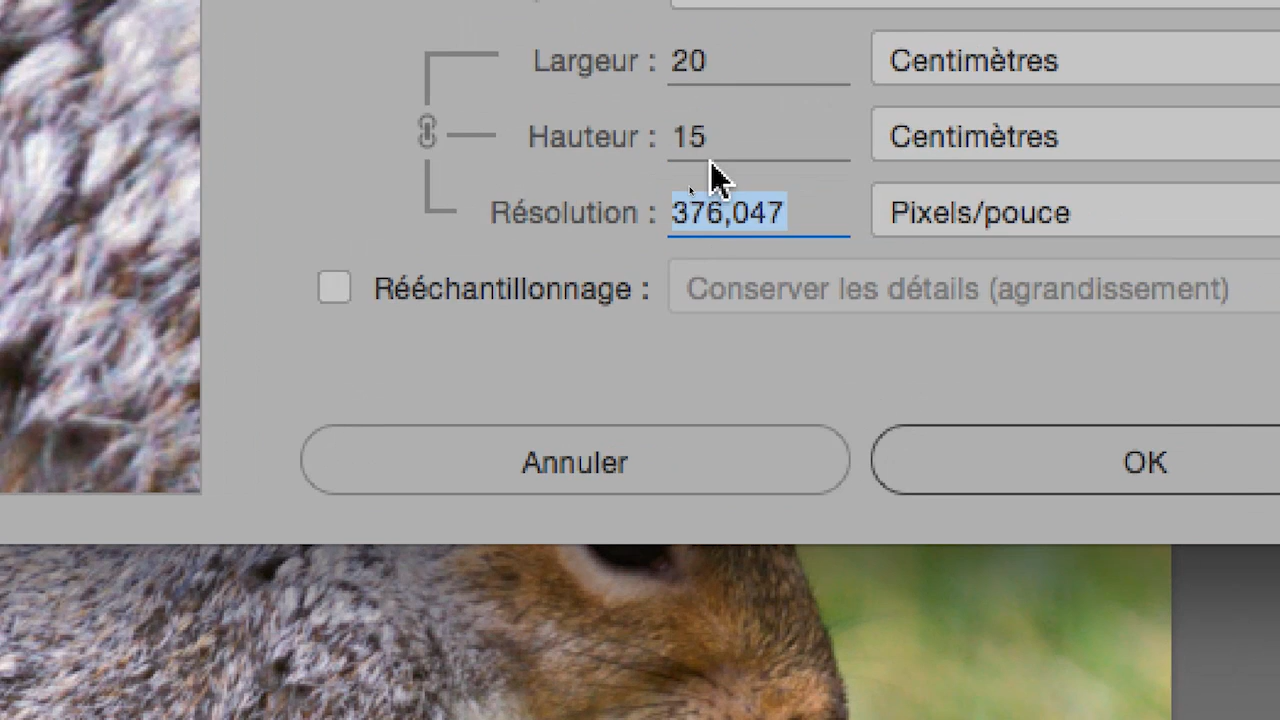 Largeur : 20 Centimètres
Hauteur : 15 Centimètres
Résolution : 376,047 Pixels/pouce
Rééchantillonnage : Conserver les détails (agrandissement)
Annuler OK